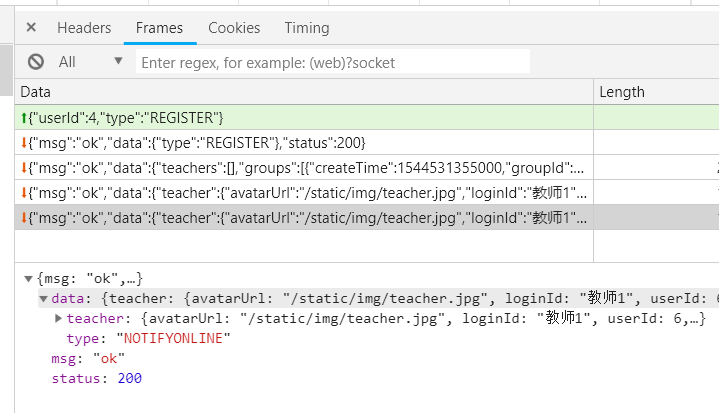 × Headers Frames Cookies Timing
All ▼ Enter regex, for example: (web)?socket
Data Length
{"userId":4,"type":"REGISTER"}
{"msg":"ok","data":{"type":"REGISTER"},"status":200}
{"msg":"ok","data":{"teachers":[],"groups":[{"createTime":1544531355000,"groupId":...
{"msg":"ok","data":{"teacher":{"avatarUrl":"/static/img/teacher.jpg","loginId":"教师1"...
{"msg":"ok","data":{"teacher":{"avatarUrl":"/static/img/teacher.jpg","loginId":"教师1"...
{msg: "ok",…}
data: {teacher: {avatarUrl: "/static/img/teacher.jpg", loginId: "教师1", userId: 6
teacher: {avatarUrl: "/static/img/teacher.jpg", loginId: "教师1", userId: 6,…}
type: "NOTIFYONLINE"
msg: "ok"
status: 200